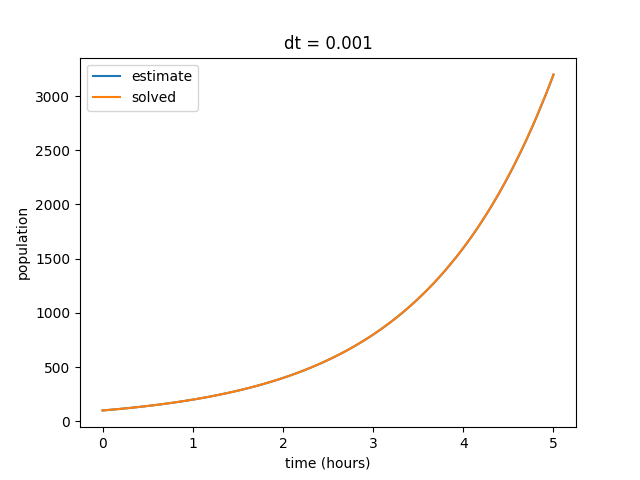 dt = 0.001
estimate
solved
3000
2500
2000
1500
1000
500
0
population
0 1 2 3 4 5
time (hours)